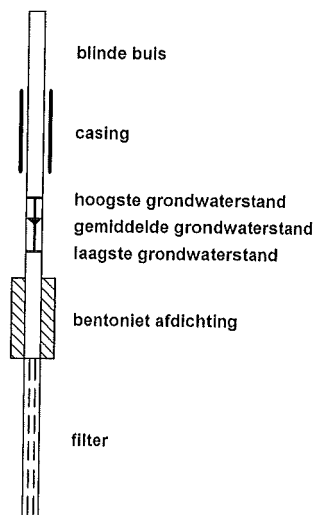 blinde buis
casing
hoogste grondwaterstand
gemiddelde grondwaterstand
laagste grondwaterstand
bentoniet afdichting
filter